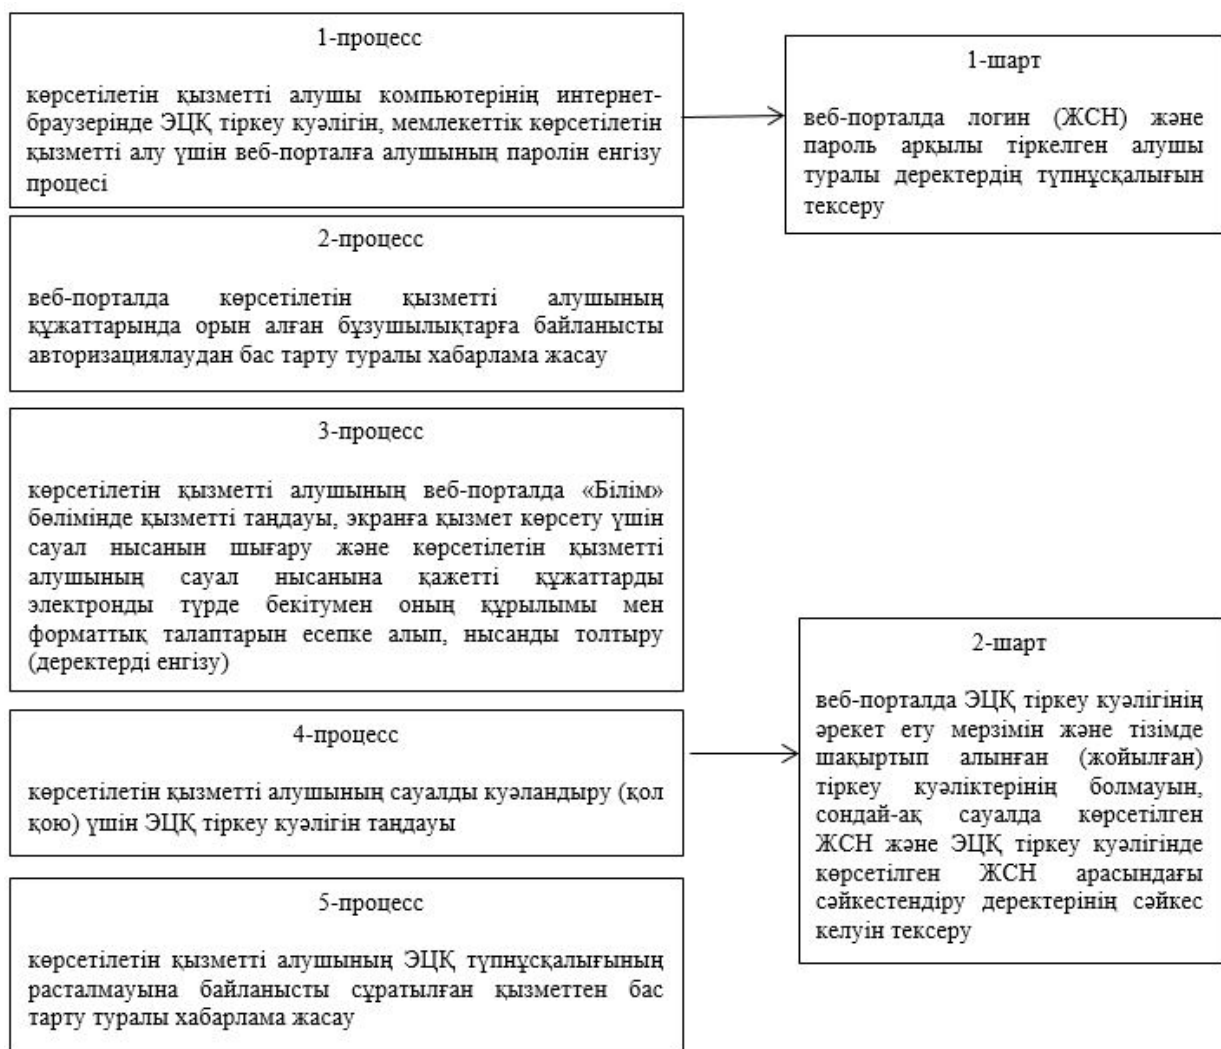 1-процесс
көрсетілетін қызметті алушы компьютерінің интернет-
браузерінде ЭЦҚ тіркеу куәлігін, мемлекеттік көрсетілетін
қызметті алу үшін веб-порталға алушының паролін енгізу
процесі
1-шарт
веб-порталда логин (ЖСН) және
пароль арқылы тіркелген алушы
туралы деректердің түпнұсқалығын
тексеру
2-процесс
веб-порталда көрсетілетін қызметті алушының
құжаттарында орын алған бұзушылықтарға байланысты
авторизациялаудан бас тарту туралы хабарлама жасау
3-процесс
көрсетілетін қызметті алушының веб-порталда «Білім»
бөлімінде қызметті таңдауы, экранға қызмет көрсету үшін
сауал нысанын шығару және көрсетілетін қызметті
алушының сауал нысанына қажетті құжаттарды
электронды түрде бекітумен оның құрылымы мен
форматтық талаптарын есепке алып, нысанды толтыру
(деректерді енгізу)
4-процесс
көрсетілетін қызметті алушының сауалды куәландыру (қол
қою) үшін ЭЦҚ тіркеу куәлігін таңдауы
2-шарт
веб-порталда ЭЦҚ тіркеу куәлігінің
әрекет ету мерзімін және тізімде
шақыртып алынған (жойылған)
тіркеу куәліктерінің болмауын,
сондай-ақ сауалда көрсетілген
ЖСН және ЭЦҚ тіркеу куәлігінде
көрсетілген ЖСН арасындағы
сәйкестендіру деректерінің сәйкес
келуін тексеру
5-процесс
көрсетілетін қызметті алушының ЭЦҚ түпнұсқалығының
расталмауына байланысты сұратылған қызметтен бас
тарту туралы хабарлама жасау